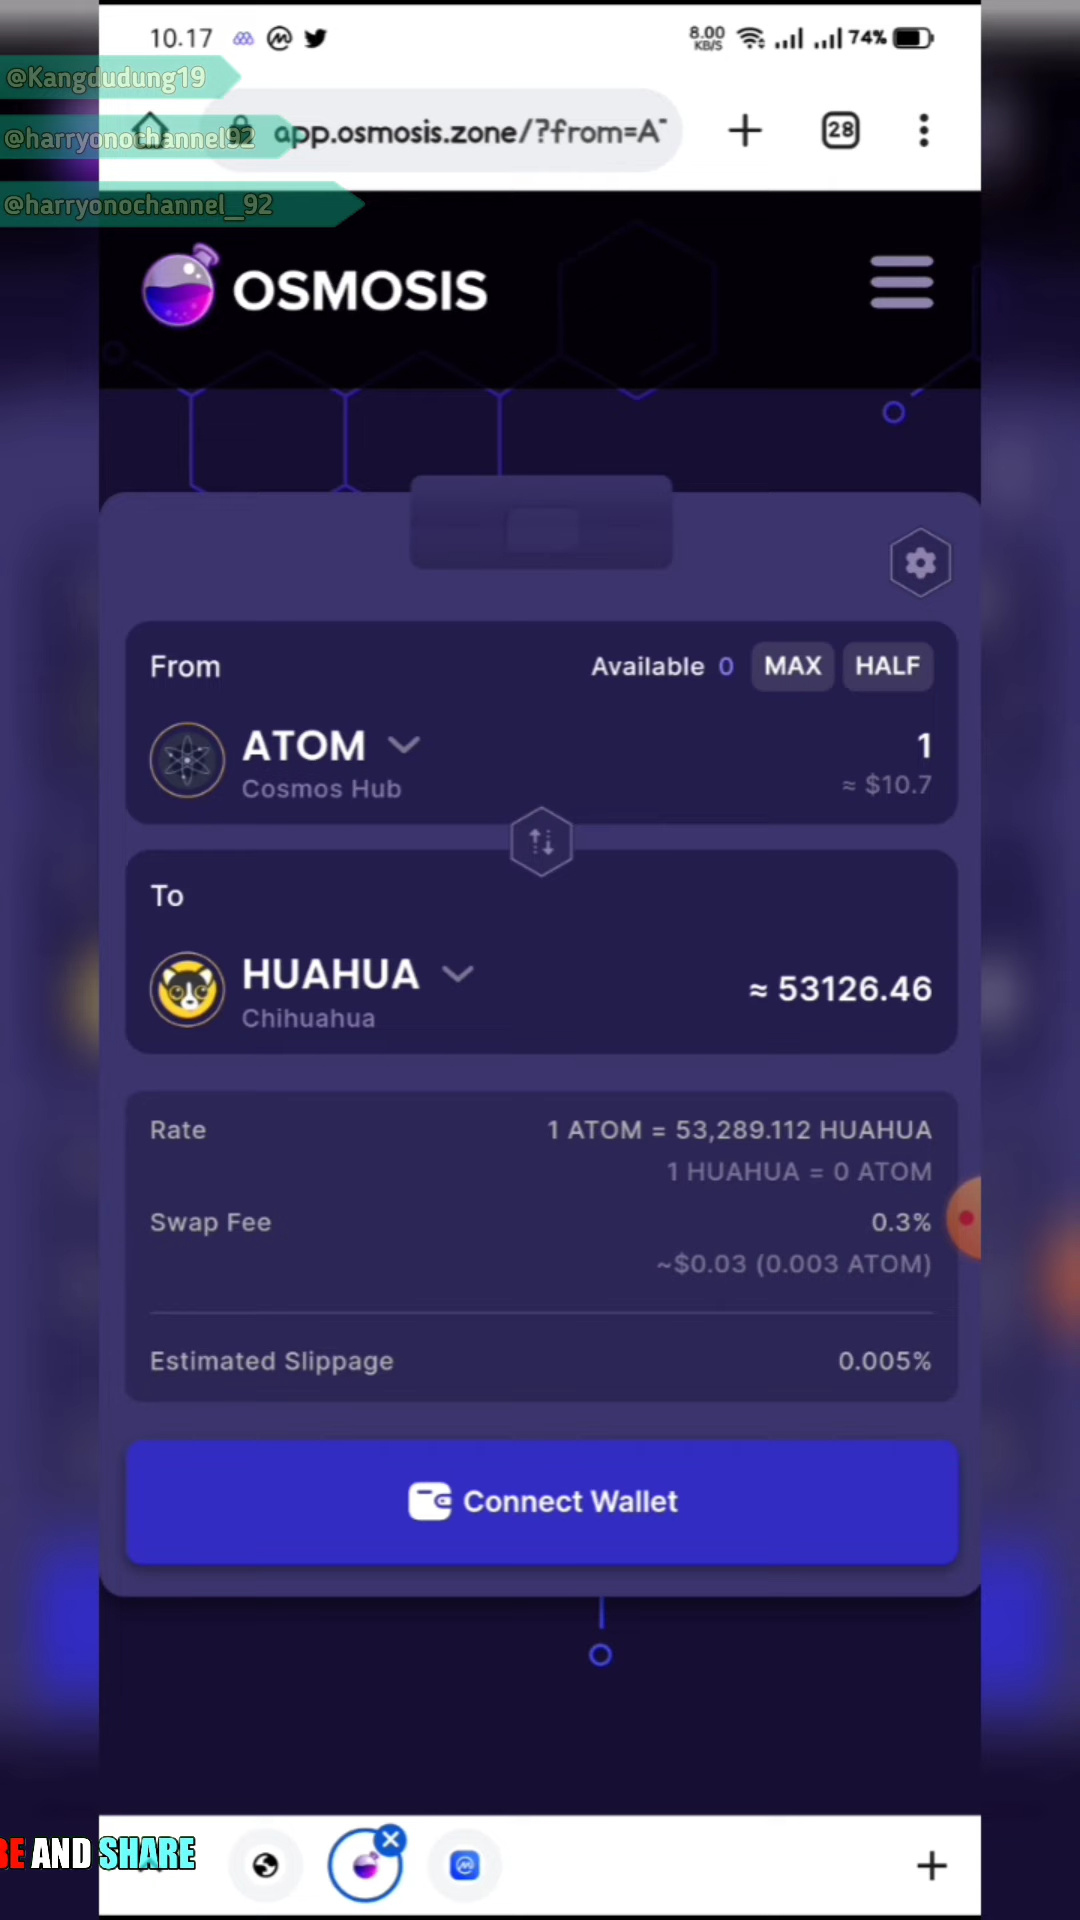 10.17
8.00 KB/S
74%
@Kangdudung19
@harryonochannel92
app.osmosis.zone/?from=A
28
@harryonochannel_92
OSMOSIS
From
Available 0
MAX
HALF
ATOM
1
Cosmos Hub
≈ $10.7
To
HUAHUA
≈ 53126.46
Chihuahua
Rate
1 ATOM = 53,289.112 HUAHUA
1 HUAHUA = 0 ATOM
Swap Fee
0.3%
~$0.03 (0.003 ATOM)
Estimated Slippage
0.005%
Connect Wallet
BE AND SHARE